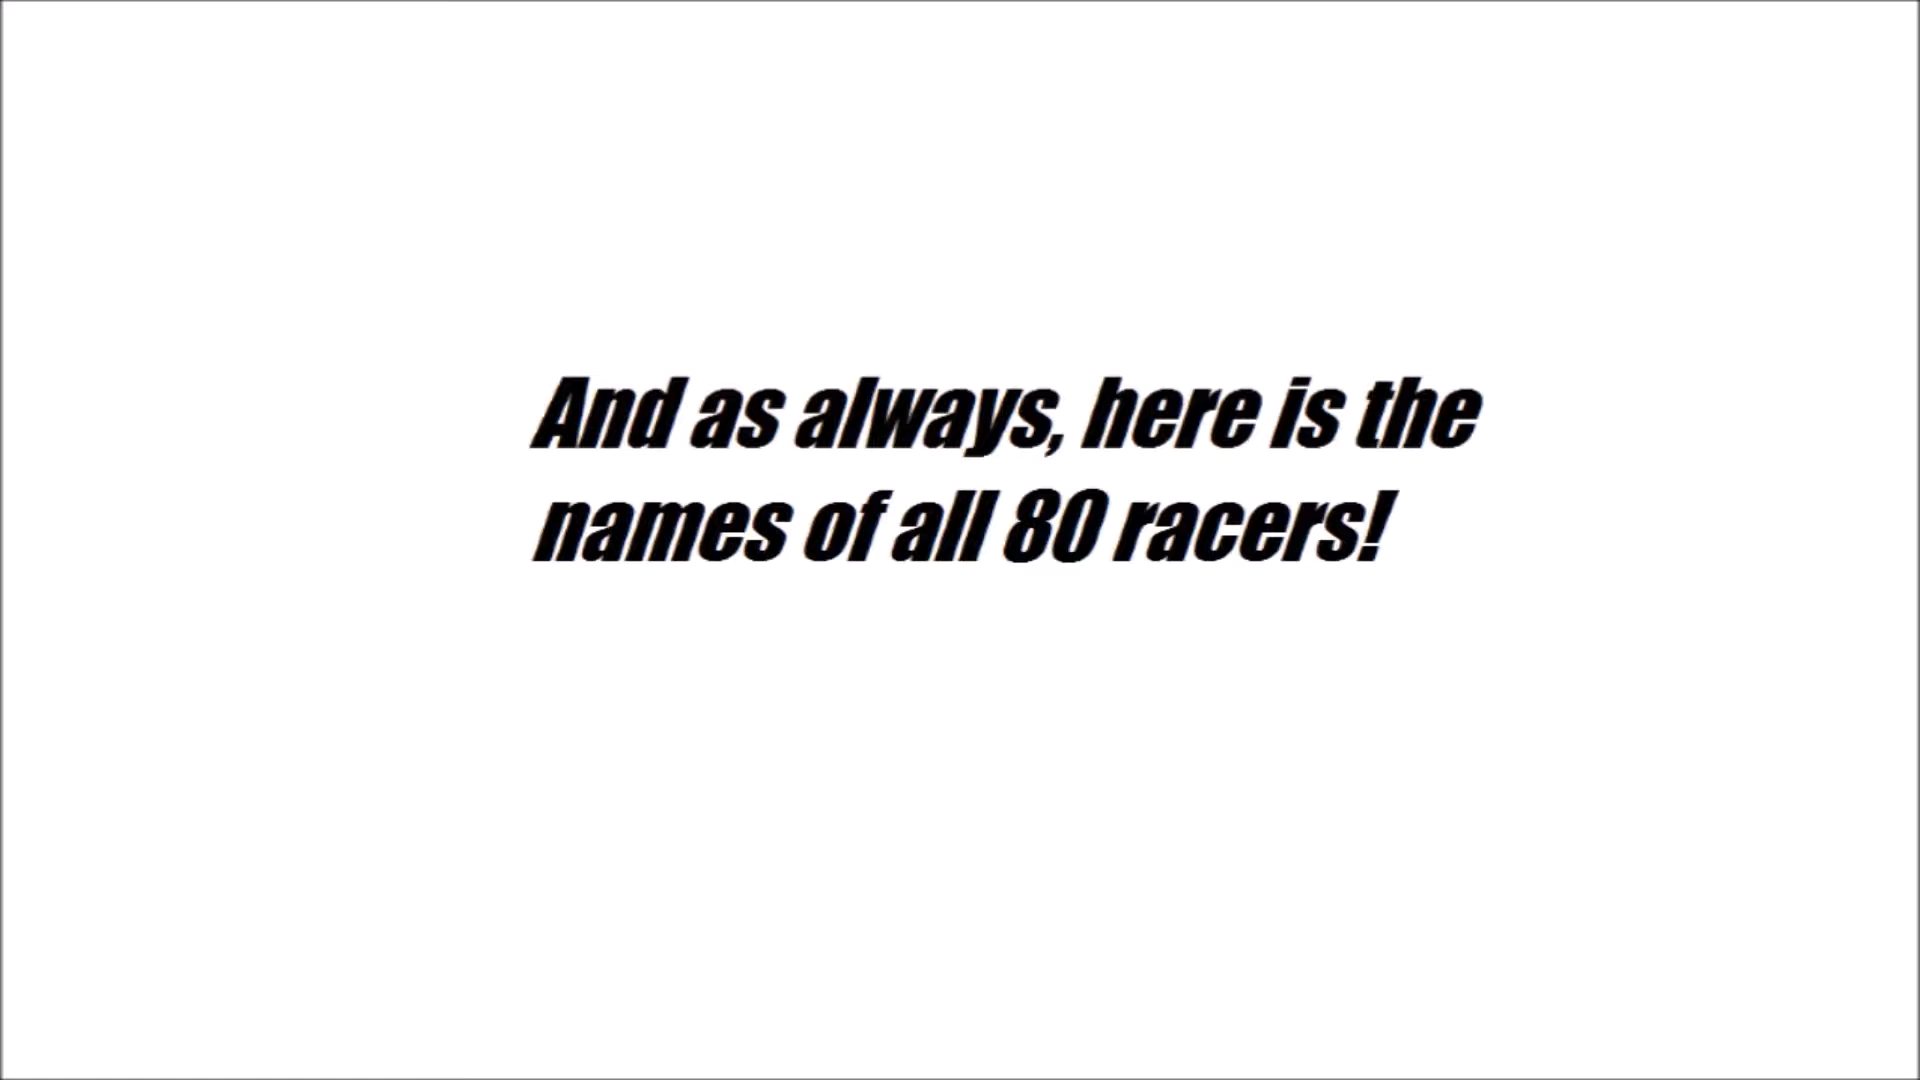 And as always, here is the
names of all 80 racers!